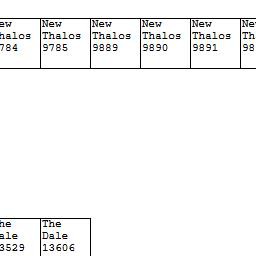 ew New New New New Ne
halos Thalos Thalos Thalos Thalos Tha
784 9785 9889 9890 9891 98
he The
ale Dale
3529 13606